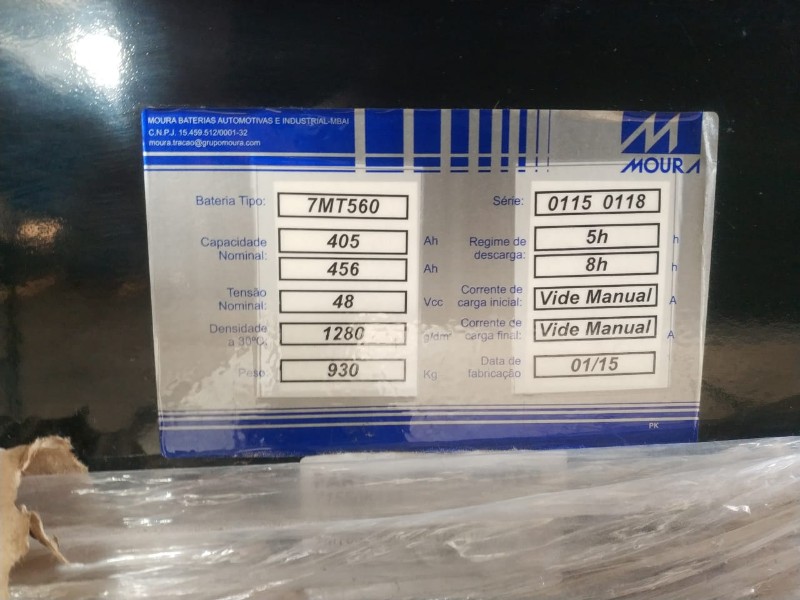 MOURA BATERIAS AUTOMOTIVAS E INDUSTRIAL-MBAI
C.N.P.J. 15.459.512/0001-32
moura.tracao@grupomoura.com
MOURA
Bateria Tipo: 7MT560
Capacidade Nominal: 405 Ah
456 Ah
Tensão Nominal: 48 Vcc
Densidade a 30ºC: 1280 g/dm³
Peso: 930 Kg
Série: 0115 0118
Regime de descarga: 5h h
8h h
Corrente de carga inicial: Vide Manual A
Corrente de carga final: Vide Manual A
Data de fabricação 01/15
PK